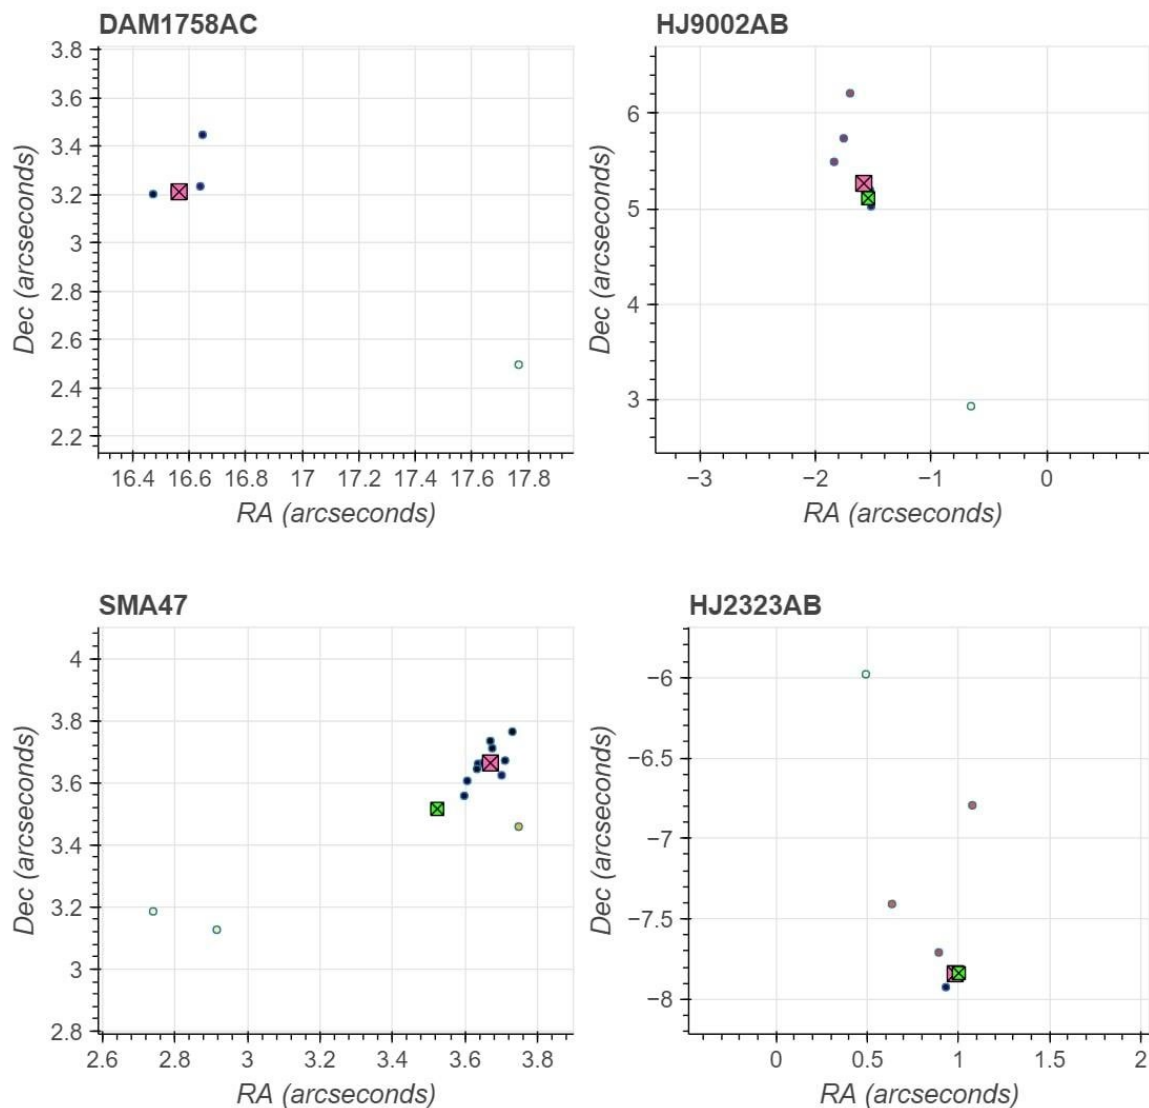 DAM1758AC
3.8
3.6
3.4
3.2
3
2.8
2.6
2.4
2.2
16.4 16.6 16.8 17 17.2 17.4 17.6 17.8
Dec (arcseconds)
RA (arcseconds)
HJ9002AB
6
5
4
3
−3 −2 −1 0
Dec (arcseconds)
RA (arcseconds)
SMA47
4
3.8
3.6
3.4
3.2
3
2.8
2.6 2.8 3 3.2 3.4 3.6 3.8
Dec (arcseconds)
RA (arcseconds)
HJ2323AB
−6
−6.5
−7
−7.5
−8
0 0.5 1 1.5 2
Dec (arcseconds)
RA (arcseconds)